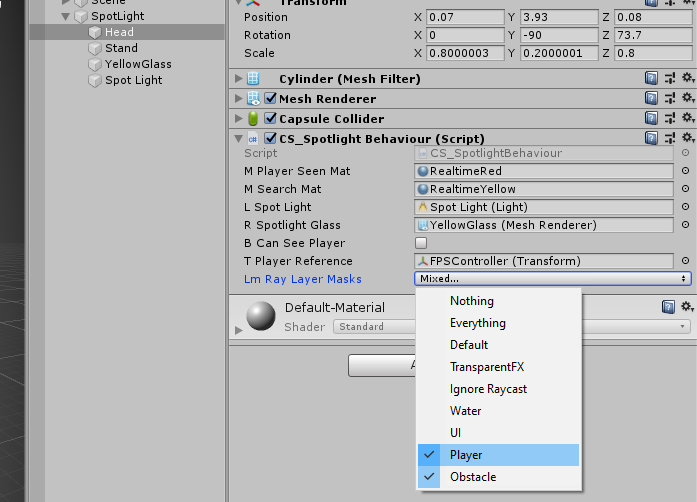 Scene
SpotLight
Head
Stand
YellowGlass
Spot Light
Transform
Position X 0.07 Y 3.93 Z 0.08
Rotation X 0 Y -90 Z 73.7
Scale X 0.8000003 Y 0.2000001 Z 0.8
Cylinder (Mesh Filter)
Mesh Renderer
Capsule Collider
CS_Spotlight Behaviour (Script)
Script CS_SpotlightBehaviour
M Player Seen Mat RealtimeRed
M Search Mat RealtimeYellow
L Spot Light Spot Light (Light)
R Spotlight Glass YellowGlass (Mesh Renderer)
B Can See Player
T Player Reference FPSController (Transform)
Lm Ray Layer Masks Mixed...
Default-Material
Shader Standard
A
Nothing
Everything
Default
TransparentFX
Ignore Raycast
Water
UI
Player
Obstacle